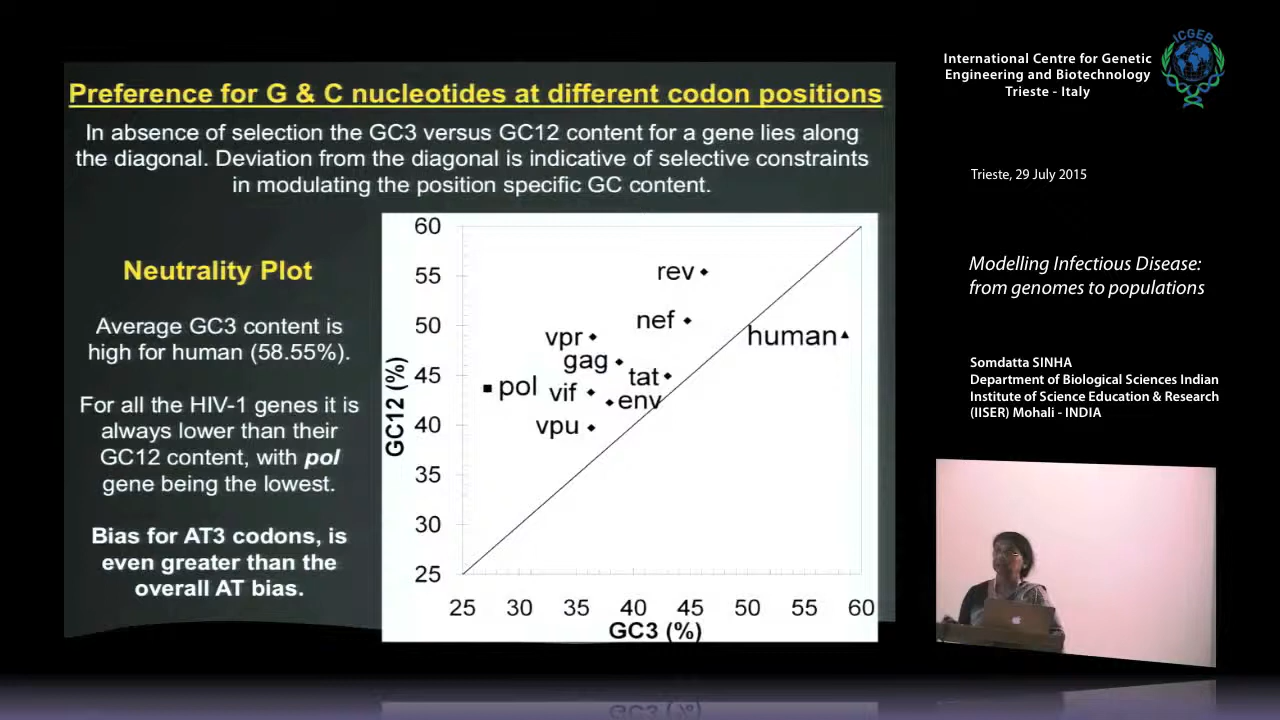 Preference for G & C nucleotides at different codon positions
In absence of selection the GC3 versus GC12 content for a gene lies along
the diagonal. Deviation from the diagonal is indicative of selective constraints
in modulating the position specific GC content.
Neutrality Plot
Average GC3 content is
high for human (58.55%).
For all the HIV-1 genes it is
always lower than their
GC12 content, with pol
gene being the lowest.
Bias for AT3 codons, is
even greater than the
overall AT bias.
GC12 (%)
60
55
50
45
40
35
30
25
rev
nef
human
vpr
gag
tat
pol
vif
env
vpu
25 30 35 40 45 50 55 60
GC3 (%)
International Centre for Genetic
Engineering and Biotechnology
Trieste - Italy
ICGEB
Trieste, 29 July 2015
Modelling Infectious Disease:
from genomes to populations
Somdatta SINHA
Department of Biological Sciences Indian
Institute of Science Education & Research
(IISER) Mohali - INDIA